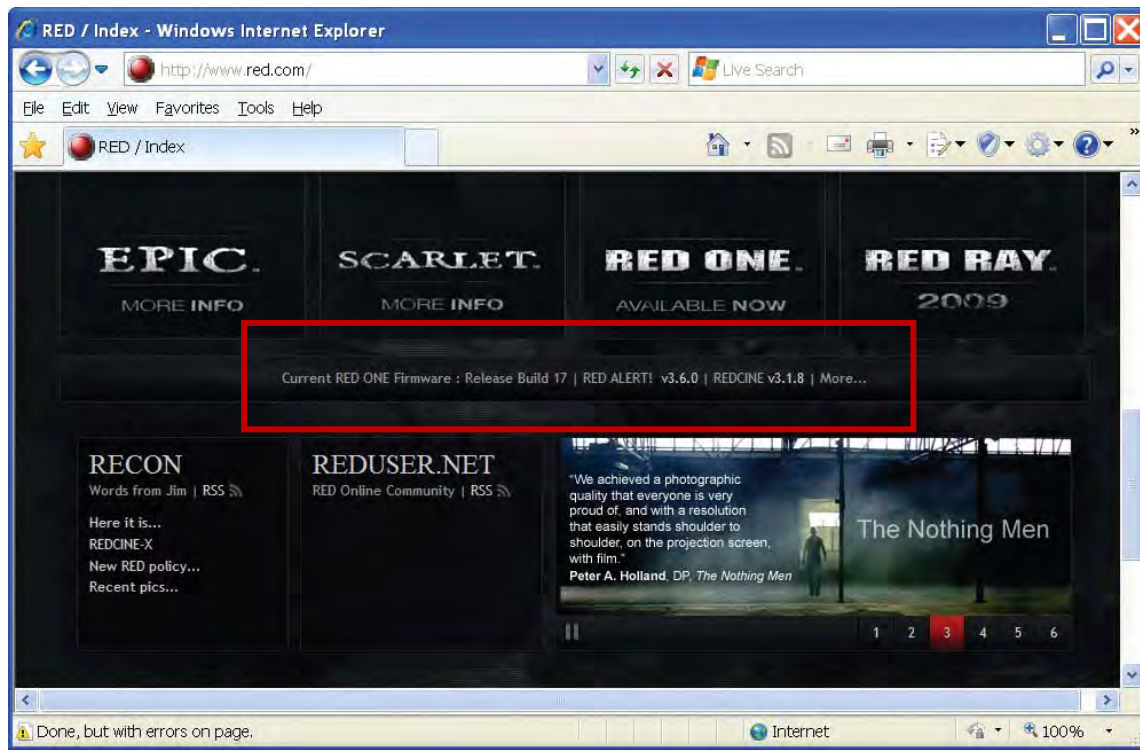 RED / Index - Windows Internet Explorer
http://www.red.com/
Live Search
File Edit View Favorites Tools Help
RED / Index
»
EPIC.
MORE INFO
SCARLET.
MORE INFO
RED ONE.
AVAILABLE NOW
RED RAY.
2009
Current RED ONE Firmware : Release Build 17 | RED ALERT! v3.6.0 | REDCINE v3.1.8 | More...
RECON
Words from Jim | RSS
Here it is...
REDCINE-X
New RED policy...
Recent pics...
REDUSER.NET
RED Online Community | RSS
"We achieved a photographic
quality that everyone is very
proud of, and with a resolution
that easily stands shoulder to
shoulder, on the projection screen,
with film."
Peter A. Holland, DP, The Nothing Men
The Nothing Men
1 2 3 4 5 6
Done, but with errors on page.
Internet
100%